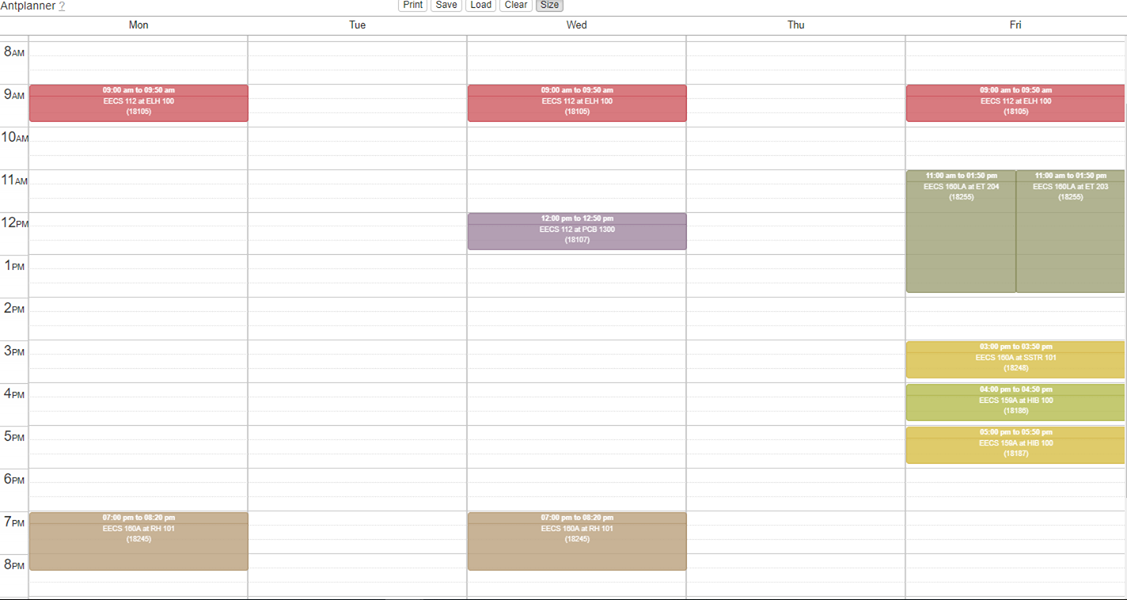 Antplanner ?
Print Save Load Clear Size
Mon Tue Wed Thu Fri
8AM
9AM
09:00 am to 09:50 am
EECS 112 at ELH 100
(18105)
09:00 am to 09:50 am
EECS 112 at ELH 100
(18105)
09:00 am to 09:50 am
EECS 112 at ELH 100
(18105)
10AM
11AM
11:00 am to 01:50 pm
EECS 160LA at ET 204
(18255)
11:00 am to 01:50 pm
EECS 160LA at ET 203
(18255)
12PM
12:00 pm to 12:50 pm
EECS 112 at PCB 1300
(18107)
1PM
2PM
3PM
03:00 pm to 03:50 pm
EECS 160A at SSTR 101
(18248)
4PM
04:00 pm to 04:50 pm
EECS 159A at HIB 100
(18186)
5PM
05:00 pm to 05:50 pm
EECS 159A at HIB 100
(18187)
6PM
7PM
07:00 pm to 08:20 pm
EECS 160A at RH 101
(18245)
07:00 pm to 08:20 pm
EECS 160A at RH 101
(18245)
8PM